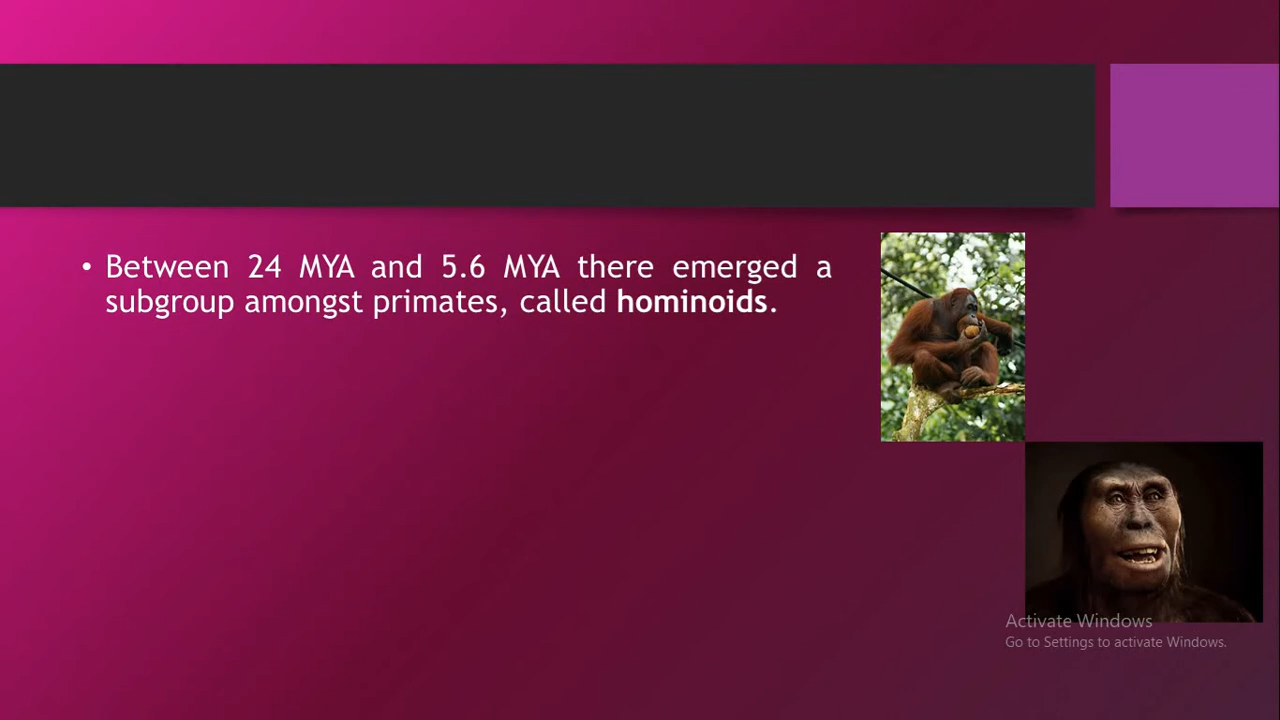 • Between 24 MYA and 5.6 MYA there emerged a
subgroup amongst primates, called hominoids.
Activate Windows
Go to Settings to activate Windows.